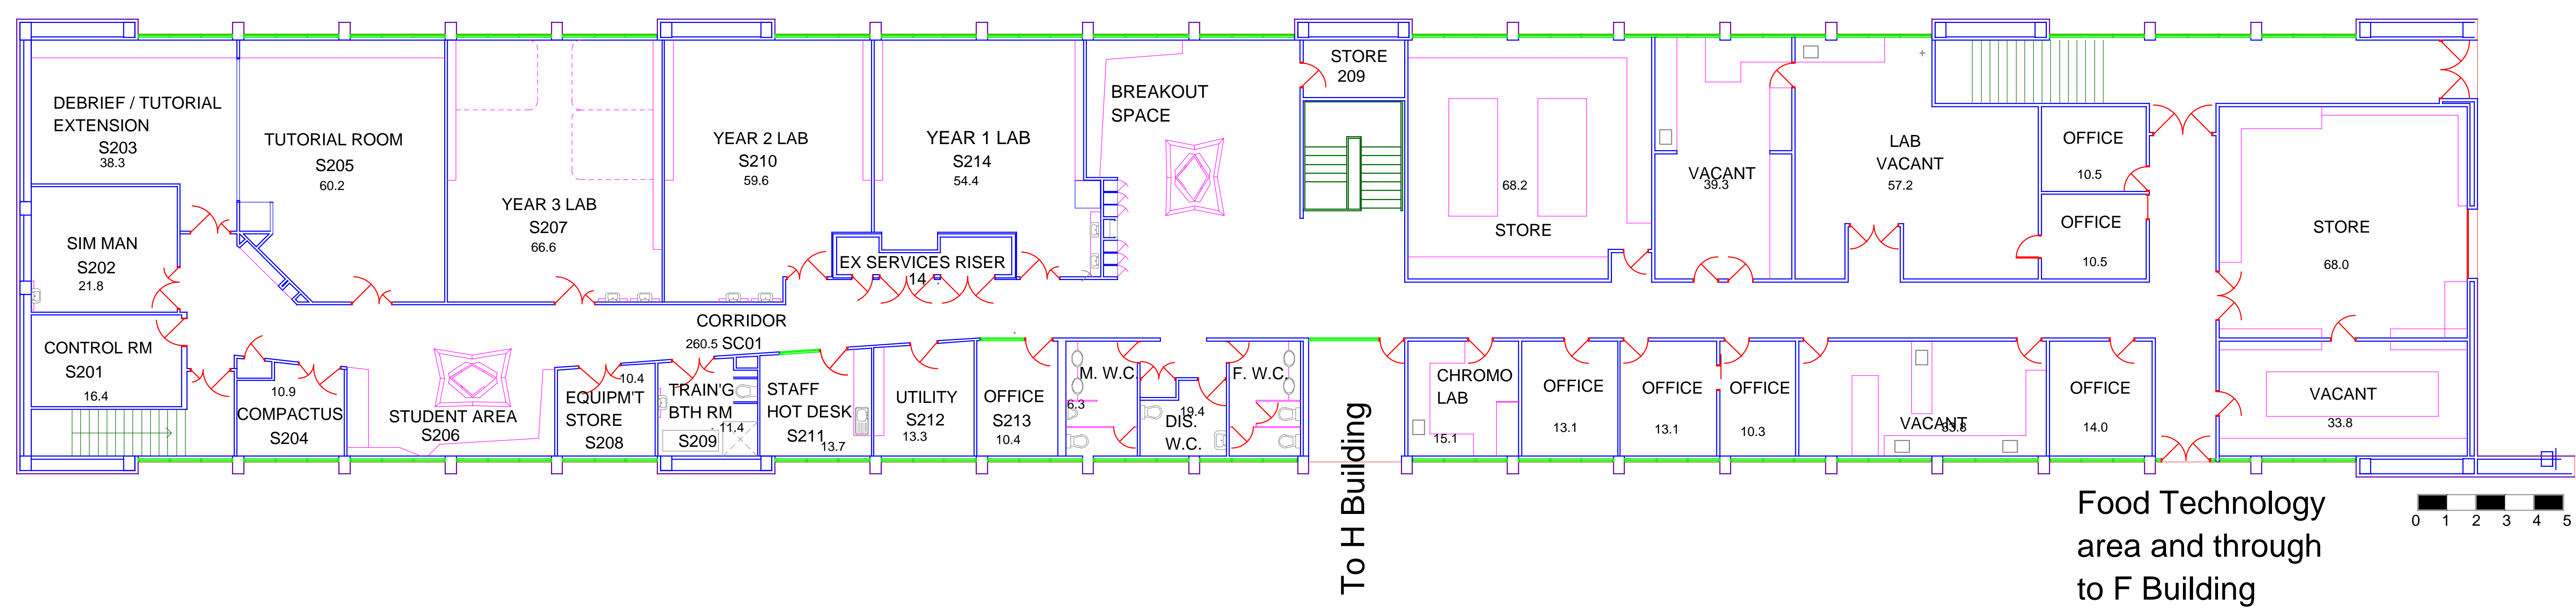 DEBRIEF / TUTORIAL
EXTENSION
S203
38.3
TUTORIAL ROOM
S205
60.2
YEAR 3 LAB
S207
66.6
YEAR 2 LAB
S210
59.6
YEAR 1 LAB
S214
54.4
BREAKOUT
SPACE
STORE
209
68.2
STORE
VACANT
39.3
LAB
VACANT
57.2
OFFICE
10.5
OFFICE
10.5
STORE
68.0
SIM MAN
S202
21.8
EX SERVICES RISER
14
CORRIDOR
260.5 SC01
CONTROL RM
S201
16.4
10.9
COMPACTUS
S204
STUDENT AREA
S206
10.4
EQUIPM'T
STORE
S208
TRAIN'G
BTH RM
11.4
S209
STAFF
HOT DESK
S211
13.7
UTILITY
S212
13.3
OFFICE
S213
10.4
M. W.C.
6.3
19.4
DIS.
W.C.
F. W.C.
CHROMO
LAB
15.1
OFFICE
13.1
OFFICE
13.1
OFFICE
10.3
VACANT
33.8
OFFICE
14.0
VACANT
33.8
To H Building
Food Technology
area and through
to F Building
0 1 2 3 4 5